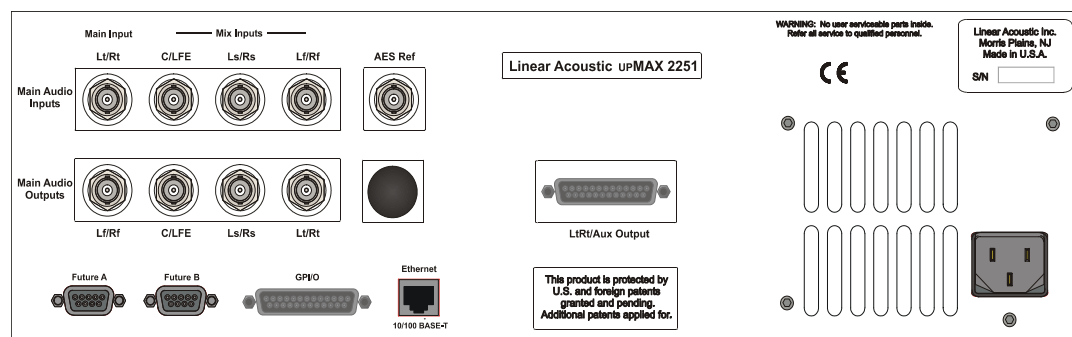 Main Input
Mix Inputs
Lt/Rt
C/LFE
Ls/Rs
Lf/Rf
AES Ref
Main Audio
Inputs
Main Audio
Outputs
Lf/Rf
C/LFE
Ls/Rs
Lt/Rt
Future A
Future B
GPI/O
Ethernet
10/100 BASE-T
Linear Acoustic UPMAX 2251
LtRt/Aux Output
This product is protected by
U.S. and foreign patents
granted and pending.
Additional patents applied for.
WARNING: No user serviceable parts inside.
Refer all service to qualified personnel.
CE
Linear Acoustic Inc.
Morris Plains, NJ
Made in U.S.A.
S/N